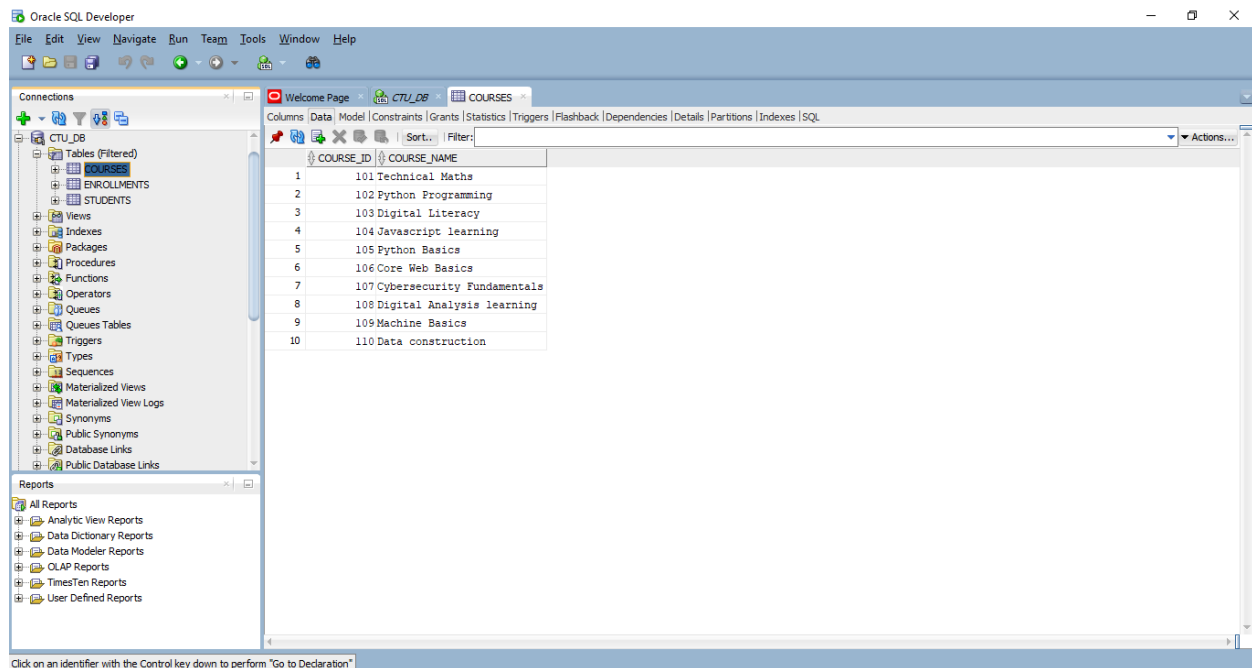 Oracle SQL Developer
File Edit View Navigate Run Team Tools Window Help
Connections
CTU_DB
Tables (Filtered)
COURSES
ENROLLMENTS
STUDENTS
Views
Indexes
Packages
Procedures
Functions
Operators
Queues
Queues Tables
Triggers
Types
Sequences
Materialized Views
Materialized View Logs
Synonyms
Public Synonyms
Database Links
Public Database Links
Reports
All Reports
Analytic View Reports
Data Dictionary Reports
Data Modeler Reports
OLAP Reports
TimesTen Reports
User Defined Reports
Welcome Page CTU_DB COURSES
Columns Data Model Constraints Grants Statistics Triggers Flashback Dependencies Details Partitions Indexes SQL
Sort.. Filter: Actions...
COURSE_ID COURSE_NAME
1 101 Technical Maths
2 102 Python Programming
3 103 Digital Literacy
4 104 Javascript learning
5 105 Python Basics
6 106 Core Web Basics
7 107 Cybersecurity Fundamentals
8 108 Digital Analysis learning
9 109 Machine Basics
10 110 Data construction
Click on an identifier with the Control key down to perform "Go to Declaration"